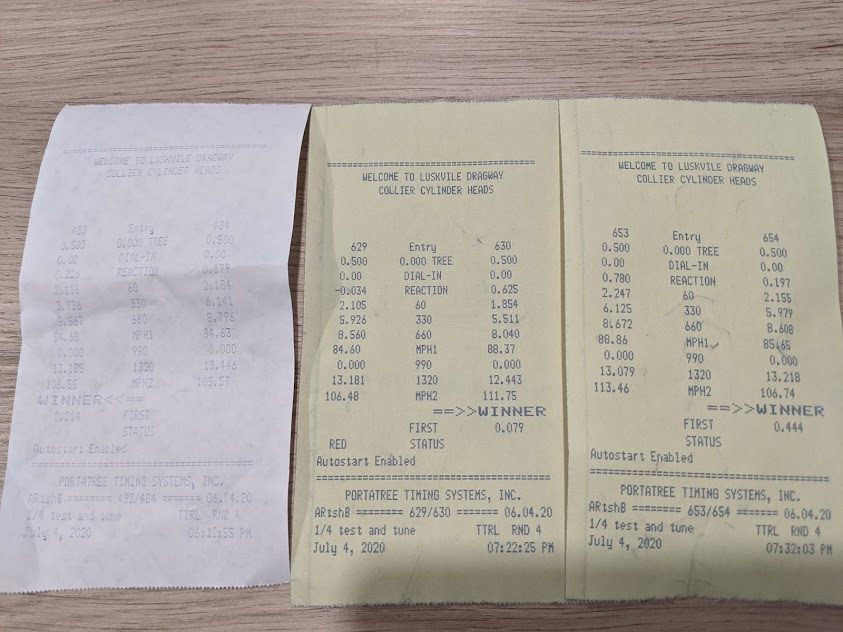 WELCOME TO LUSKVILE DRAGWAY
COLLIER CYLINDER HEADS
483 Entry 484
0.500 0.000 TREE 0.500
0.00 DIAL-IN 0.00
0.226 REACTION 0.179
2.116 60 2.184
5.936 330 6.141
8.567 660 8.796
84.60 MPH1 84.63
0.000 990 0.000
13.185 1320 13.446
106.58 MPH2 105.59
WINNER<<==
0.214 FIRST
STATUS
Autostart Enabled
PORTATREE TIMING SYSTEMS, INC.
ARtshB ======== 483/484 ======= 06.04.20
1/4 test and tune TTRL RND 4
July 4, 2020 06:12:55 PM
WELCOME TO LUSKVILE DRAGWAY
COLLIER CYLINDER HEADS
629 Entry 630
0.500 0.000 TREE 0.500
0.00 DIAL-IN 0.00
-0.034 REACTION 0.625
2.105 60 1.854
5.926 330 5.511
8.560 660 8.040
84.60 MPH1 88.37
0.000 990 0.000
13.181 1320 12.443
106.48 MPH2 111.75
==>>WINNER
FIRST 0.079
RED STATUS
Autostart Enabled
PORTATREE TIMING SYSTEMS, INC.
ARtshB ======== 629/630 ======= 06.04.20
1/4 test and tune TTRL RND 4
July 4, 2020 07:22:25 PM
WELCOME TO LUSKVILE DRAGWAY
COLLIER CYLINDER HEADS
653 Entry 654
0.500 0.000 TREE 0.500
0.00 DIAL-IN 0.00
0.780 REACTION 0.197
2.247 60 2.155
6.125 330 5.979
8.672 660 8.608
88.86 MPH1 85.65
0.000 990 0.000
13.079 1320 13.218
113.46 MPH2 106.74
==>>WINNER
FIRST 0.444
STATUS
Autostart Enabled
PORTATREE TIMING SYSTEMS, INC.
ARtshB ======== 653/654 ======= 06.04.20
1/4 test and tune TTRL RND 4
July 4, 2020 07:32:03 PM